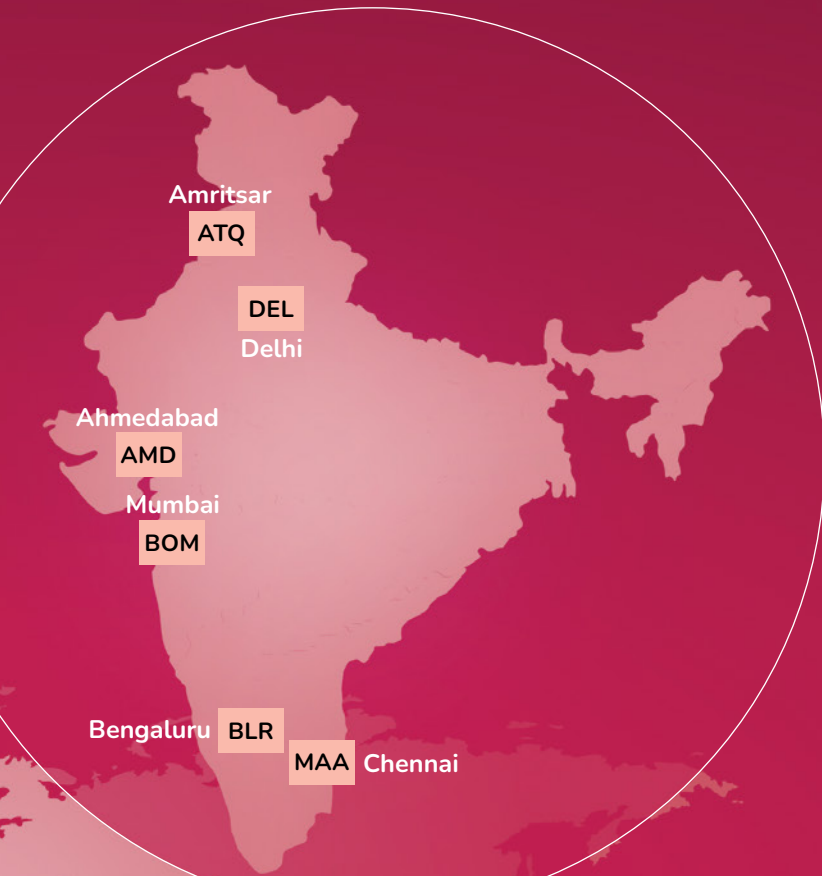 Amritsar
ATQ
DEL
Delhi
Ahmedabad
AMD
Mumbai
BOM
Bengaluru BLR
MAA Chennai